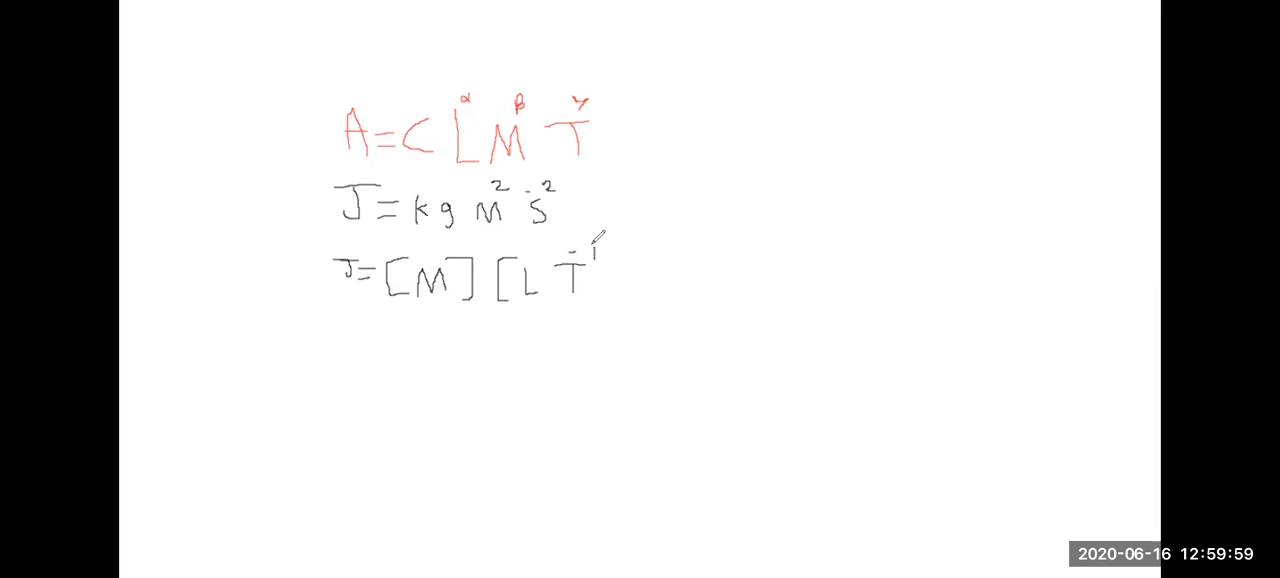 A = C L^α M^β T^γ
J = kg m^2 s^-2
J = [M] [L T^-1
2020-06-16 12:59:59